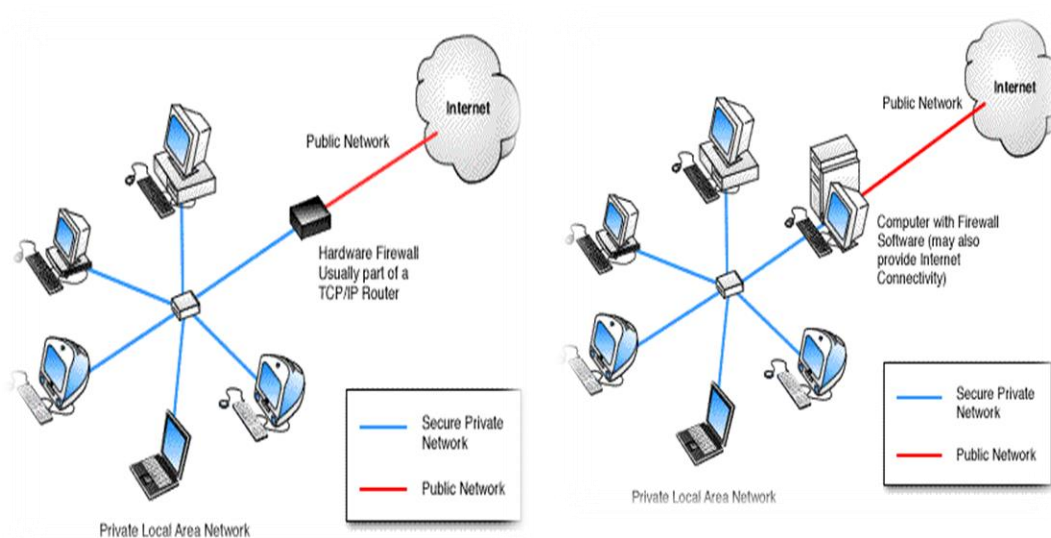 Internet
Public Network
Hardware Firewall
Usually part of a
TCP/IP Router
Secure Private
Network
Public Network
Private Local Area Network
Internet
Public Network
Computer with Firewall
Software (may also
provide Internet
Connectivity)
Secure Private
Network
Public Network
Private Local Area Network